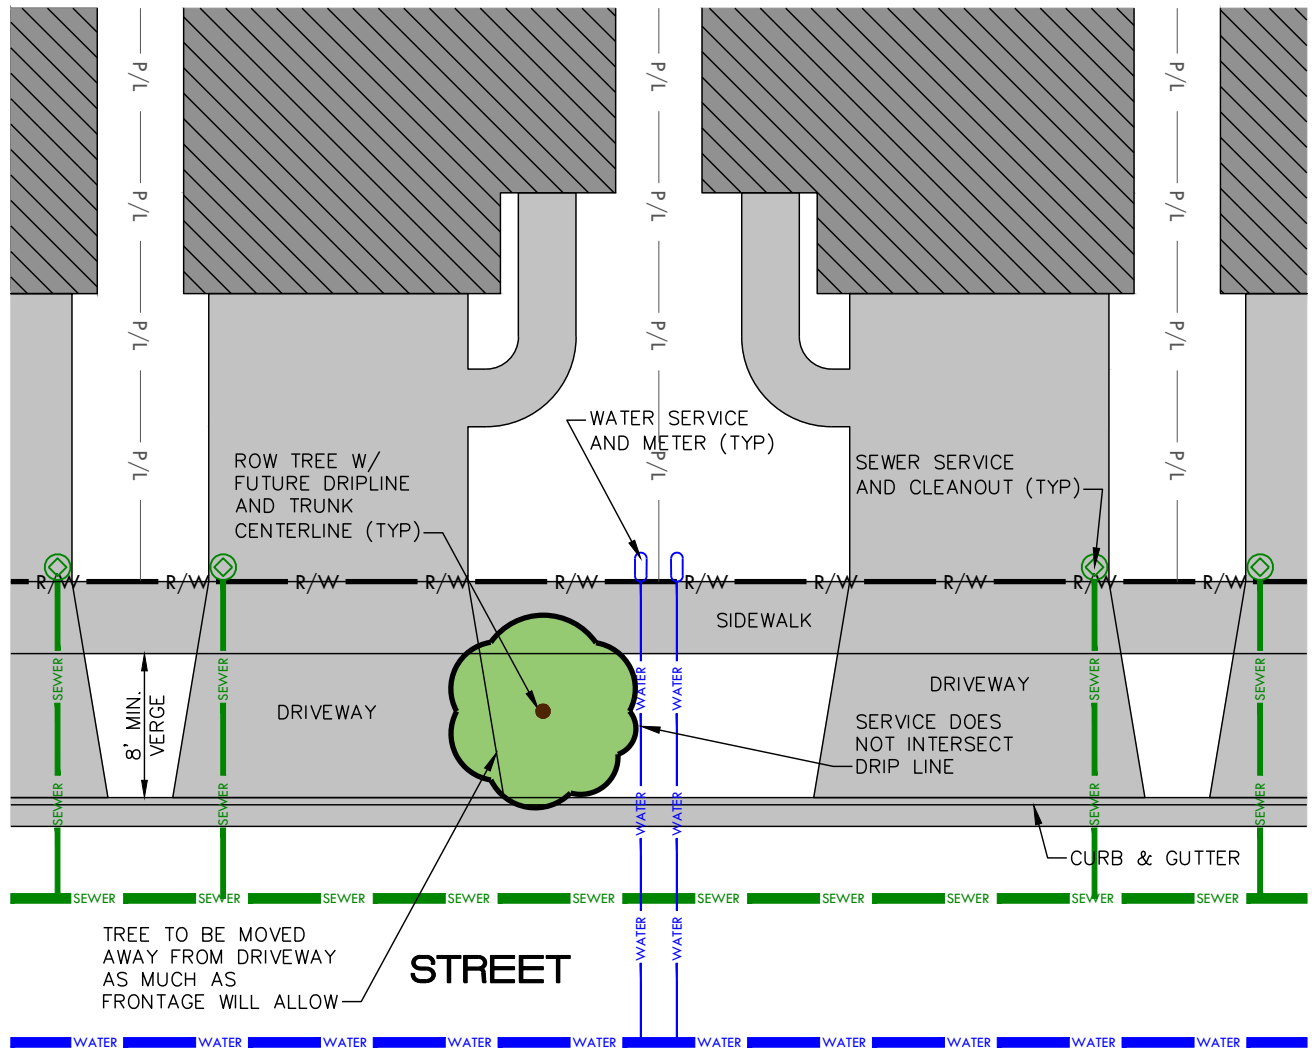 P/L
P/L
P/L
P/L
P/L
P/L
P/L
P/L
P/L
P/L
P/L
P/L
WATER SERVICE
AND METER (TYP)
ROW TREE W/
FUTURE DRIPLINE
AND TRUNK
CENTERLINE (TYP)
SEWER SERVICE
AND CLEANOUT (TYP)
R/W R/W R/W R/W R/W R/W R/W R/W R/W R/W
SIDEWALK
SEWER
SEWER
WATER
WATER
SEWER
SEWER
8' MIN.
VERGE
DRIVEWAY
DRIVEWAY
SERVICE DOES
NOT INTERSECT
DRIP LINE
SEWER
SEWER
WATER
WATER
SEWER
SEWER
CURB & GUTTER
SEWER SEWER SEWER SEWER SEWER SEWER SEWER SEWER SEWER SEWER
WATER
WATER
TREE TO BE MOVED
AWAY FROM DRIVEWAY
AS MUCH AS
FRONTAGE WILL ALLOW
STREET
WATER WATER WATER WATER WATER WATER WATER WATER WATER WATER